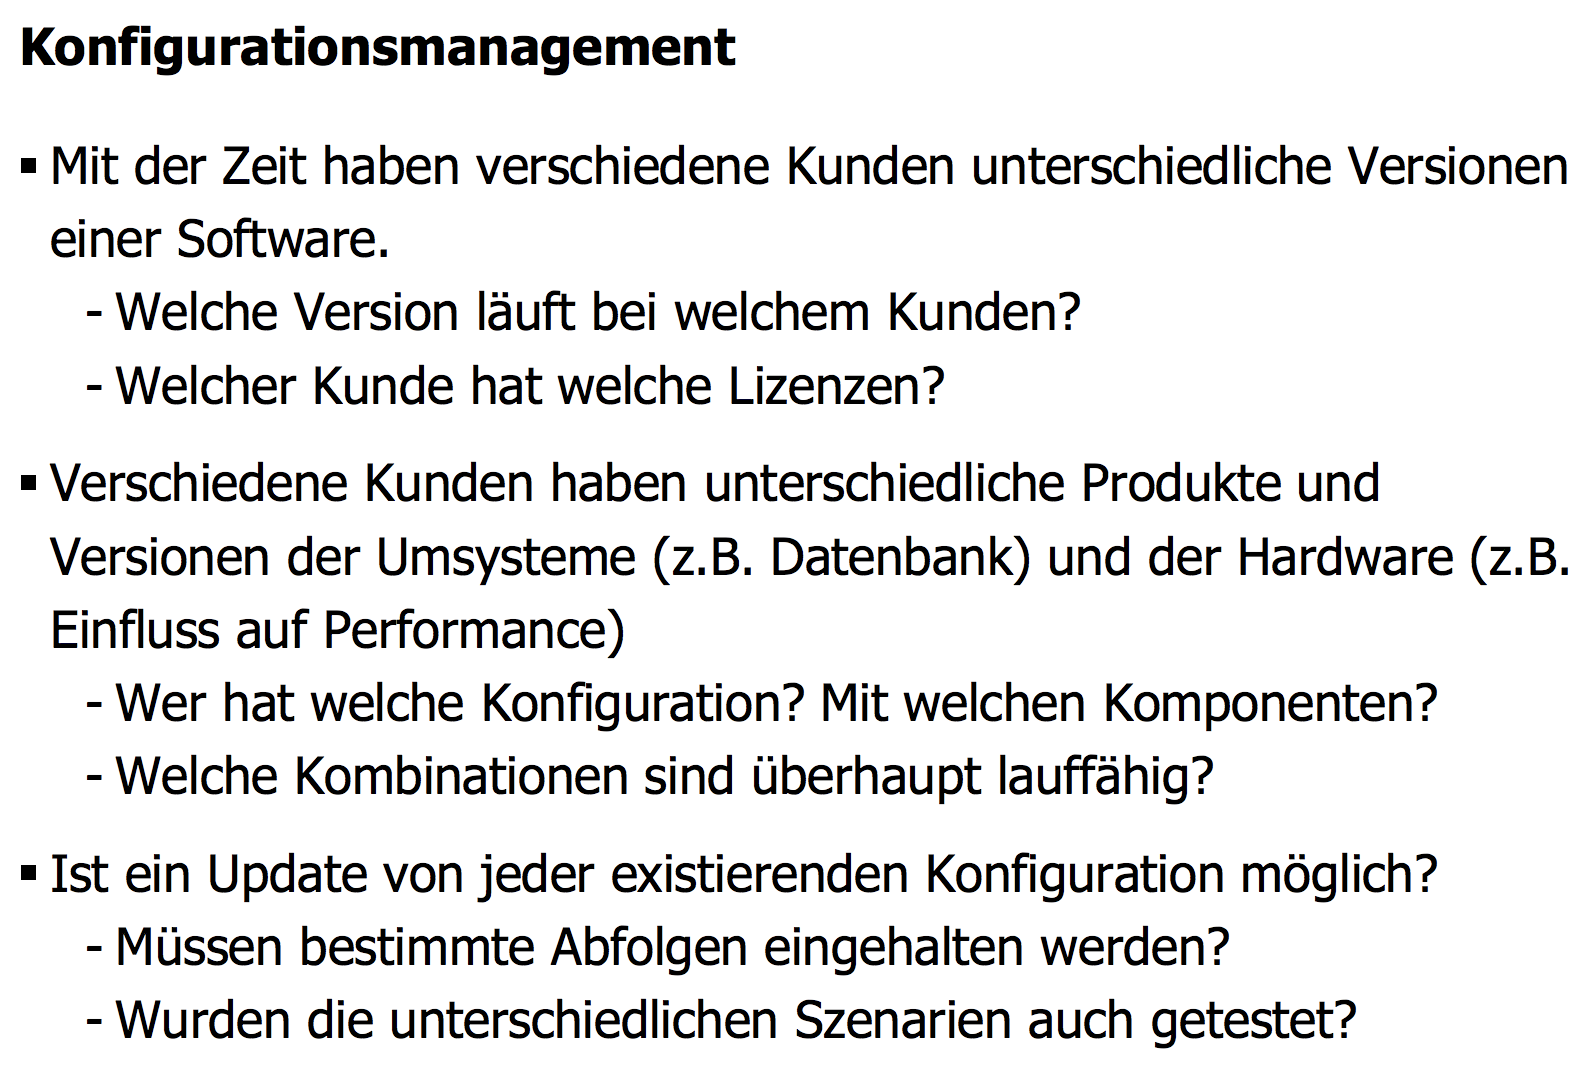 Konfigurationsmanagement
▪ Mit der Zeit haben verschiedene Kunden unterschiedliche Versionen
einer Software.
- Welche Version läuft bei welchem Kunden?
- Welcher Kunde hat welche Lizenzen?
▪ Verschiedene Kunden haben unterschiedliche Produkte und
Versionen der Umsysteme (z.B. Datenbank) und der Hardware (z.B.
Einfluss auf Performance)
- Wer hat welche Konfiguration? Mit welchen Komponenten?
- Welche Kombinationen sind überhaupt lauffähig?
▪ Ist ein Update von jeder existierenden Konfiguration möglich?
- Müssen bestimmte Abfolgen eingehalten werden?
- Wurden die unterschiedlichen Szenarien auch getestet?